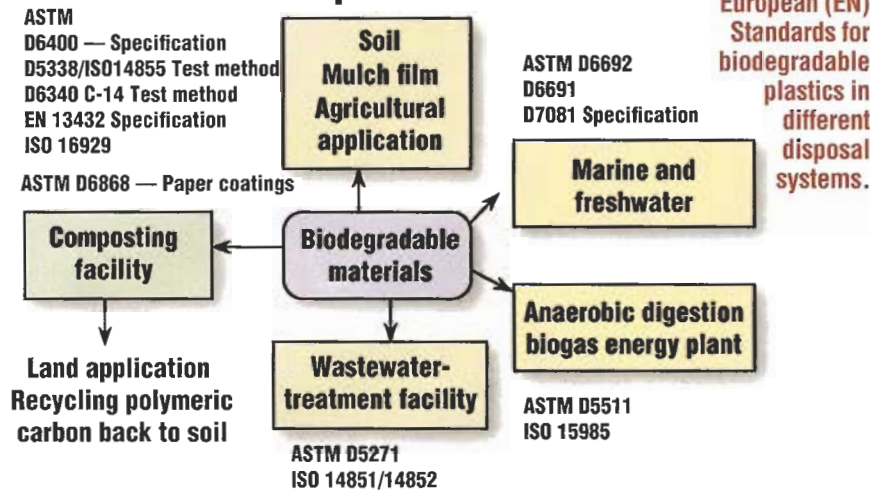 European (EN)
Standards for
biodegradable
plastics in
different
disposal
systems.
ASTM
D6400 — Specification
D5338/ISO14855 Test method
D6340 C-14 Test method
EN 13432 Specification
ISO 16929
ASTM D6868 — Paper coatings
Soil
Mulch film
Agricultural
application
ASTM D6692
D6691
D7081 Specification
Marine and
freshwater
Composting
facility
Biodegradable
materials
Anaerobic digestion
biogas energy plant
ASTM D5511
ISO 15985
Land application
Recycling polymeric
carbon back to soil
Wastewater-
treatment facility
ASTM D5271
ISO 14851/14852